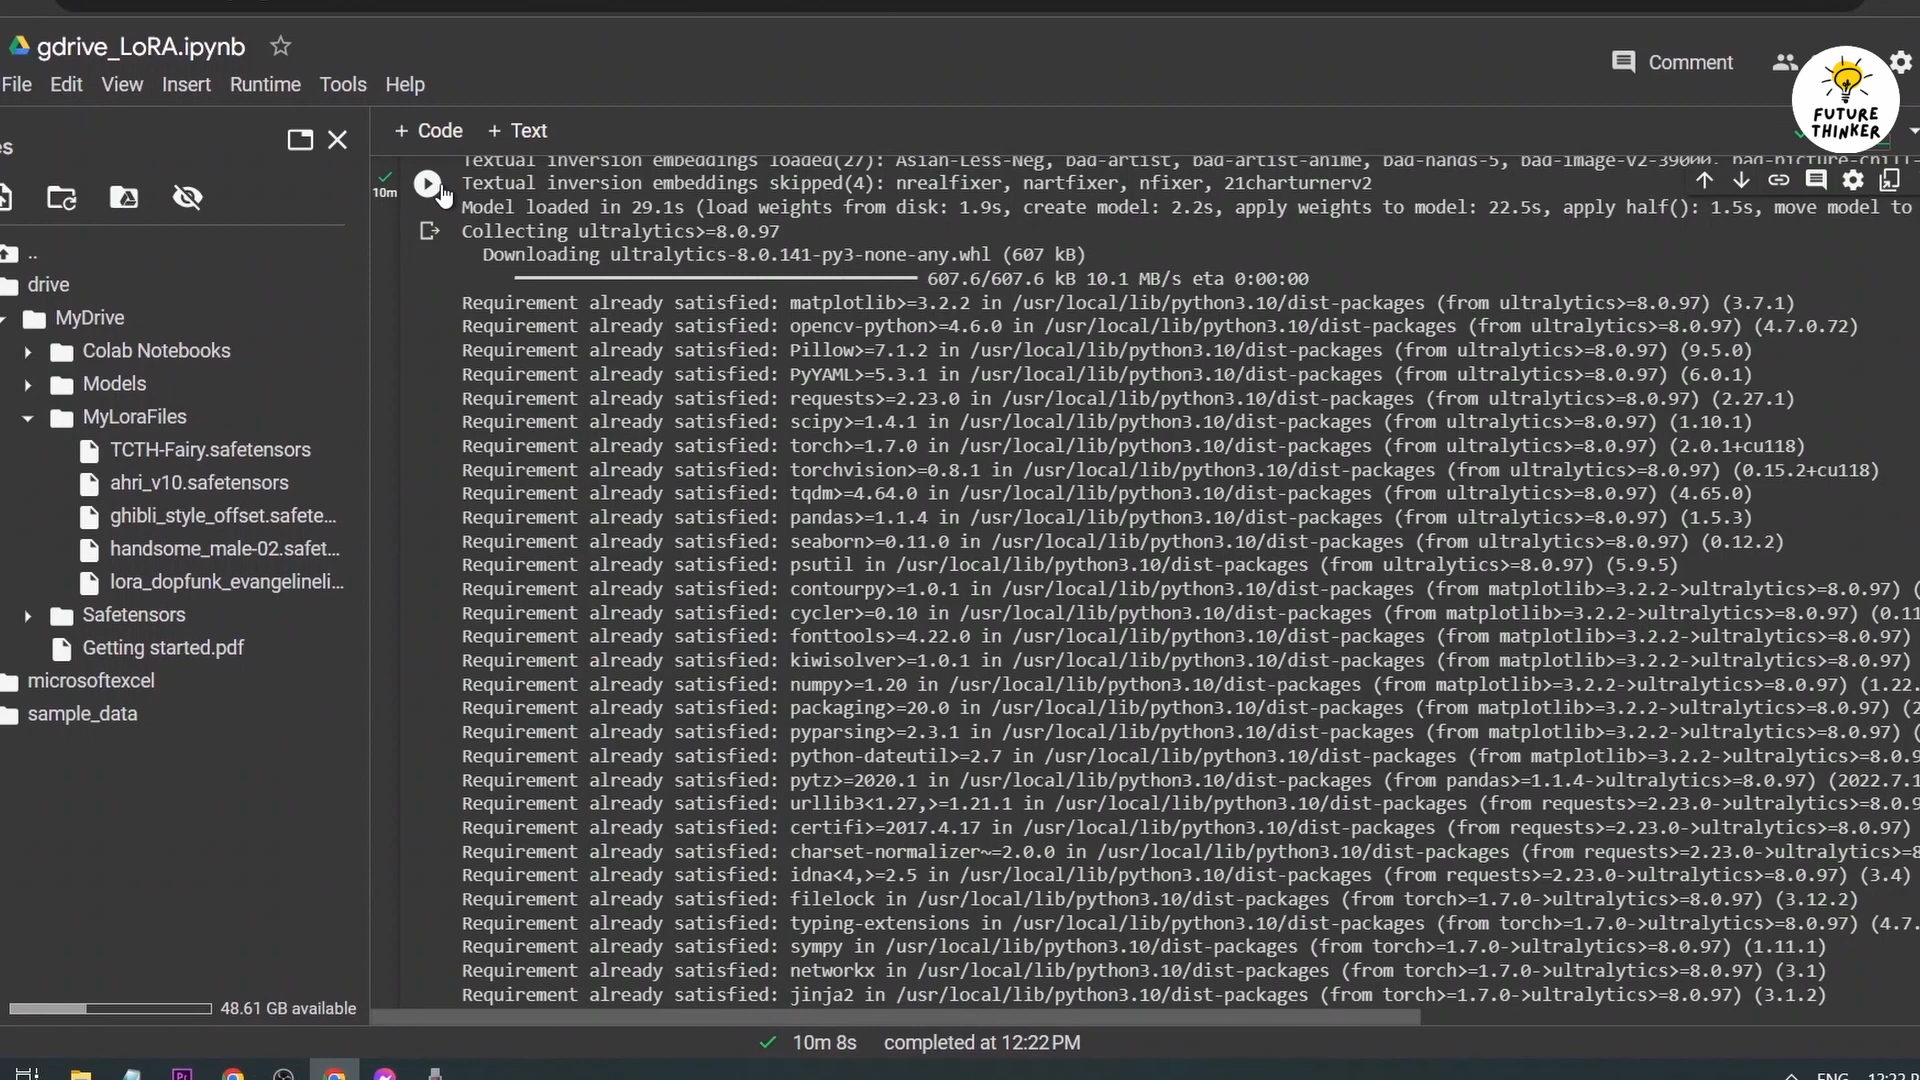 gdrive_LoRA.ipynb
File Edit View Insert Runtime Tools Help
Comment
FUTURE
THINKER
+ Code + Text
es
..
drive
MyDrive
Colab Notebooks
Models
MyLoraFiles
TCTH-Fairy.safetensors
ahri_v10.safetensors
ghibli_style_offset.safete...
handsome_male-02.safet...
lora_dopfunk_evangelineli...
Safetensors
Getting started.pdf
microsoftexcel
sample_data
48.61 GB available
10m
Textual inversion embeddings loaded(27): Asian-Less-Neg, bad-artist, bad-artist-anime, bad-hands-5, bad-image-v2-39000, bad-picture-chill-
Textual inversion embeddings skipped(4): nrealfixer, nartfixer, nfixer, 21charturnerv2
Model loaded in 29.1s (load weights from disk: 1.9s, create model: 2.2s, apply weights to model: 22.5s, apply half(): 1.5s, move model to
Collecting ultralytics>=8.0.97
Downloading ultralytics-8.0.141-py3-none-any.whl (607 kB)
607.6/607.6 kB 10.1 MB/s eta 0:00:00
Requirement already satisfied: matplotlib>=3.2.2 in /usr/local/lib/python3.10/dist-packages (from ultralytics>=8.0.97) (3.7.1)
Requirement already satisfied: opencv-python>=4.6.0 in /usr/local/lib/python3.10/dist-packages (from ultralytics>=8.0.97) (4.7.0.72)
Requirement already satisfied: Pillow>=7.1.2 in /usr/local/lib/python3.10/dist-packages (from ultralytics>=8.0.97) (9.5.0)
Requirement already satisfied: PyYAML>=5.3.1 in /usr/local/lib/python3.10/dist-packages (from ultralytics>=8.0.97) (6.0.1)
Requirement already satisfied: requests>=2.23.0 in /usr/local/lib/python3.10/dist-packages (from ultralytics>=8.0.97) (2.27.1)
Requirement already satisfied: scipy>=1.4.1 in /usr/local/lib/python3.10/dist-packages (from ultralytics>=8.0.97) (1.10.1)
Requirement already satisfied: torch>=1.7.0 in /usr/local/lib/python3.10/dist-packages (from ultralytics>=8.0.97) (2.0.1+cu118)
Requirement already satisfied: torchvision>=0.8.1 in /usr/local/lib/python3.10/dist-packages (from ultralytics>=8.0.97) (0.15.2+cu118)
Requirement already satisfied: tqdm>=4.64.0 in /usr/local/lib/python3.10/dist-packages (from ultralytics>=8.0.97) (4.65.0)
Requirement already satisfied: pandas>=1.1.4 in /usr/local/lib/python3.10/dist-packages (from ultralytics>=8.0.97) (1.5.3)
Requirement already satisfied: seaborn>=0.11.0 in /usr/local/lib/python3.10/dist-packages (from ultralytics>=8.0.97) (0.12.2)
Requirement already satisfied: psutil in /usr/local/lib/python3.10/dist-packages (from ultralytics>=8.0.97) (5.9.5)
Requirement already satisfied: contourpy>=1.0.1 in /usr/local/lib/python3.10/dist-packages (from matplotlib>=3.2.2->ultralytics>=8.0.97) (
Requirement already satisfied: cycler>=0.10 in /usr/local/lib/python3.10/dist-packages (from matplotlib>=3.2.2->ultralytics>=8.0.97) (0.11
Requirement already satisfied: fonttools>=4.22.0 in /usr/local/lib/python3.10/dist-packages (from matplotlib>=3.2.2->ultralytics>=8.0.97)
Requirement already satisfied: kiwisolver>=1.0.1 in /usr/local/lib/python3.10/dist-packages (from matplotlib>=3.2.2->ultralytics>=8.0.97)
Requirement already satisfied: numpy>=1.20 in /usr/local/lib/python3.10/dist-packages (from matplotlib>=3.2.2->ultralytics>=8.0.97) (1.22.
Requirement already satisfied: packaging>=20.0 in /usr/local/lib/python3.10/dist-packages (from matplotlib>=3.2.2->ultralytics>=8.0.97) (2
Requirement already satisfied: pyparsing>=2.3.1 in /usr/local/lib/python3.10/dist-packages (from matplotlib>=3.2.2->ultralytics>=8.0.97) (
Requirement already satisfied: python-dateutil>=2.7 in /usr/local/lib/python3.10/dist-packages (from matplotlib>=3.2.2->ultralytics>=8.0.9
Requirement already satisfied: pytz>=2020.1 in /usr/local/lib/python3.10/dist-packages (from pandas>=1.1.4->ultralytics>=8.0.97) (2022.7.1
Requirement already satisfied: urllib3<1.27,>=1.21.1 in /usr/local/lib/python3.10/dist-packages (from requests>=2.23.0->ultralytics>=8.0.9
Requirement already satisfied: certifi>=2017.4.17 in /usr/local/lib/python3.10/dist-packages (from requests>=2.23.0->ultralytics>=8.0.97)
Requirement already satisfied: charset-normalizer~=2.0.0 in /usr/local/lib/python3.10/dist-packages (from requests>=2.23.0->ultralytics>=8
Requirement already satisfied: idna<4,>=2.5 in /usr/local/lib/python3.10/dist-packages (from requests>=2.23.0->ultralytics>=8.0.97) (3.4)
Requirement already satisfied: filelock in /usr/local/lib/python3.10/dist-packages (from torch>=1.7.0->ultralytics>=8.0.97) (3.12.2)
Requirement already satisfied: typing-extensions in /usr/local/lib/python3.10/dist-packages (from torch>=1.7.0->ultralytics>=8.0.97) (4.7.
Requirement already satisfied: sympy in /usr/local/lib/python3.10/dist-packages (from torch>=1.7.0->ultralytics>=8.0.97) (1.11.1)
Requirement already satisfied: networkx in /usr/local/lib/python3.10/dist-packages (from torch>=1.7.0->ultralytics>=8.0.97) (3.1)
Requirement already satisfied: jinja2 in /usr/local/lib/python3.10/dist-packages (from torch>=1.7.0->ultralytics>=8.0.97) (3.1.2)
10m 8s completed at 12:22 PM
Pr
ENG 12:22 P